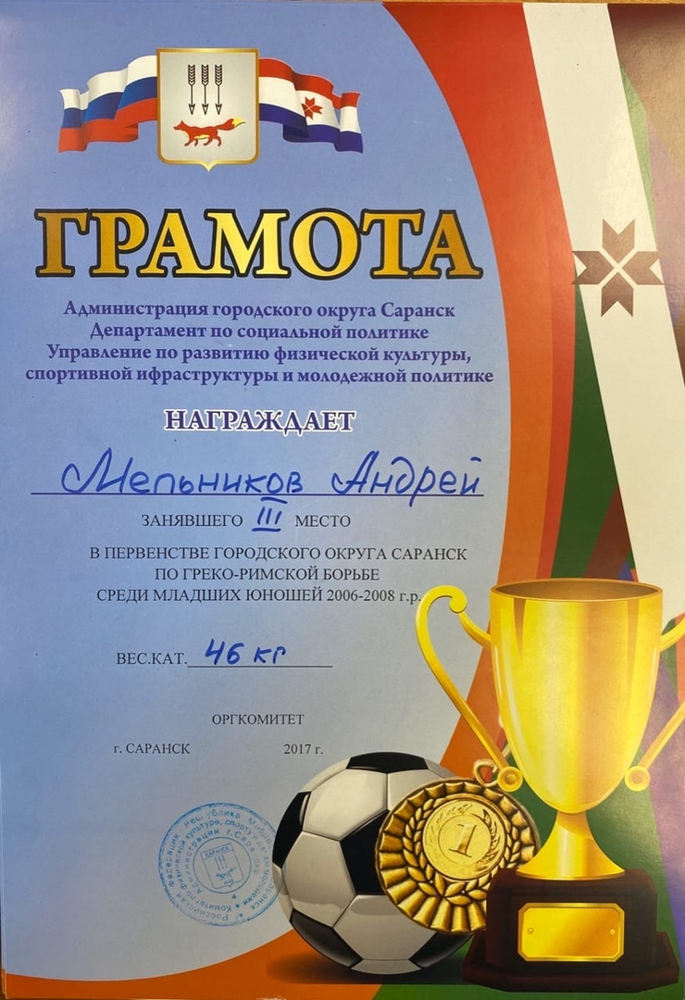 ГРАМОТА
Администрация городского округа Саранск
Департамент по социальной политике
Управление по развитию физической культуры,
спортивной ифраструктуры и молодежной политике
НАГРАЖДАЕТ
Мельников Андрей
ЗАНЯВШЕГО III МЕСТО
В ПЕРВЕНСТВЕ ГОРОДСКОГО ОКРУГА САРАНСК
ПО ГРЕКО-РИМСКОЙ БОРЬБЕ
СРЕДИ МЛАДШИХ ЮНОШЕЙ 2006-2008 г.р.
ВЕС.КАТ. 46 кг
ОРГКОМИТЕТ
г. САРАНСК 2017 г.
1